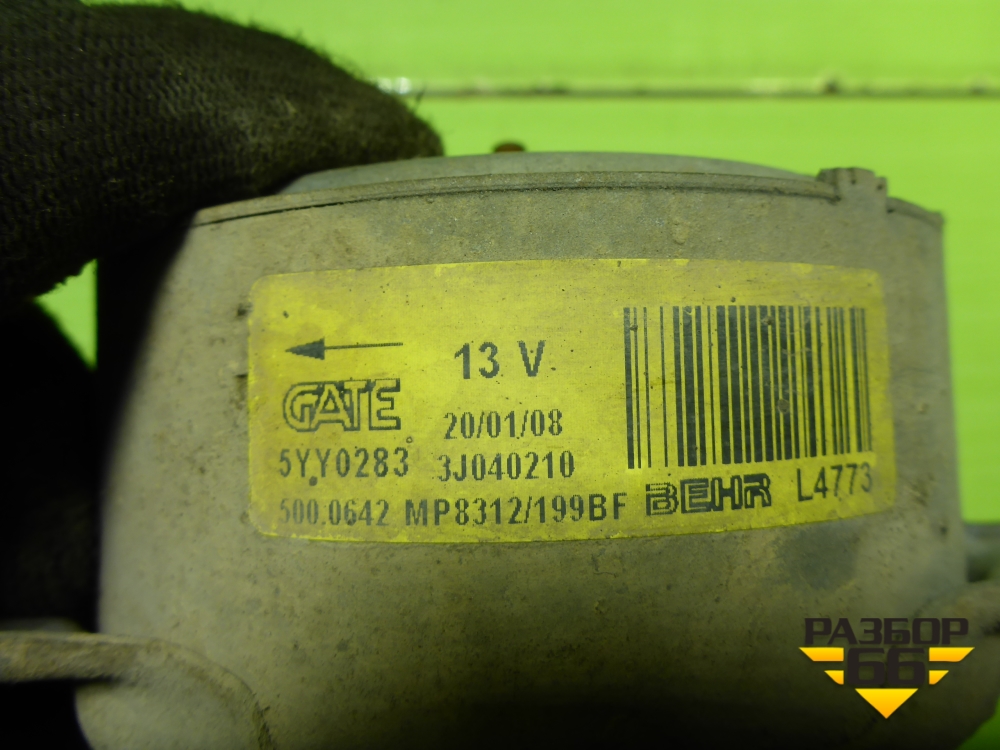 13 V
GATE
20/01/08
5YY0283 3J040210
500.0642 MP8312/199BF BEHR L4773
РАЗБОР
66